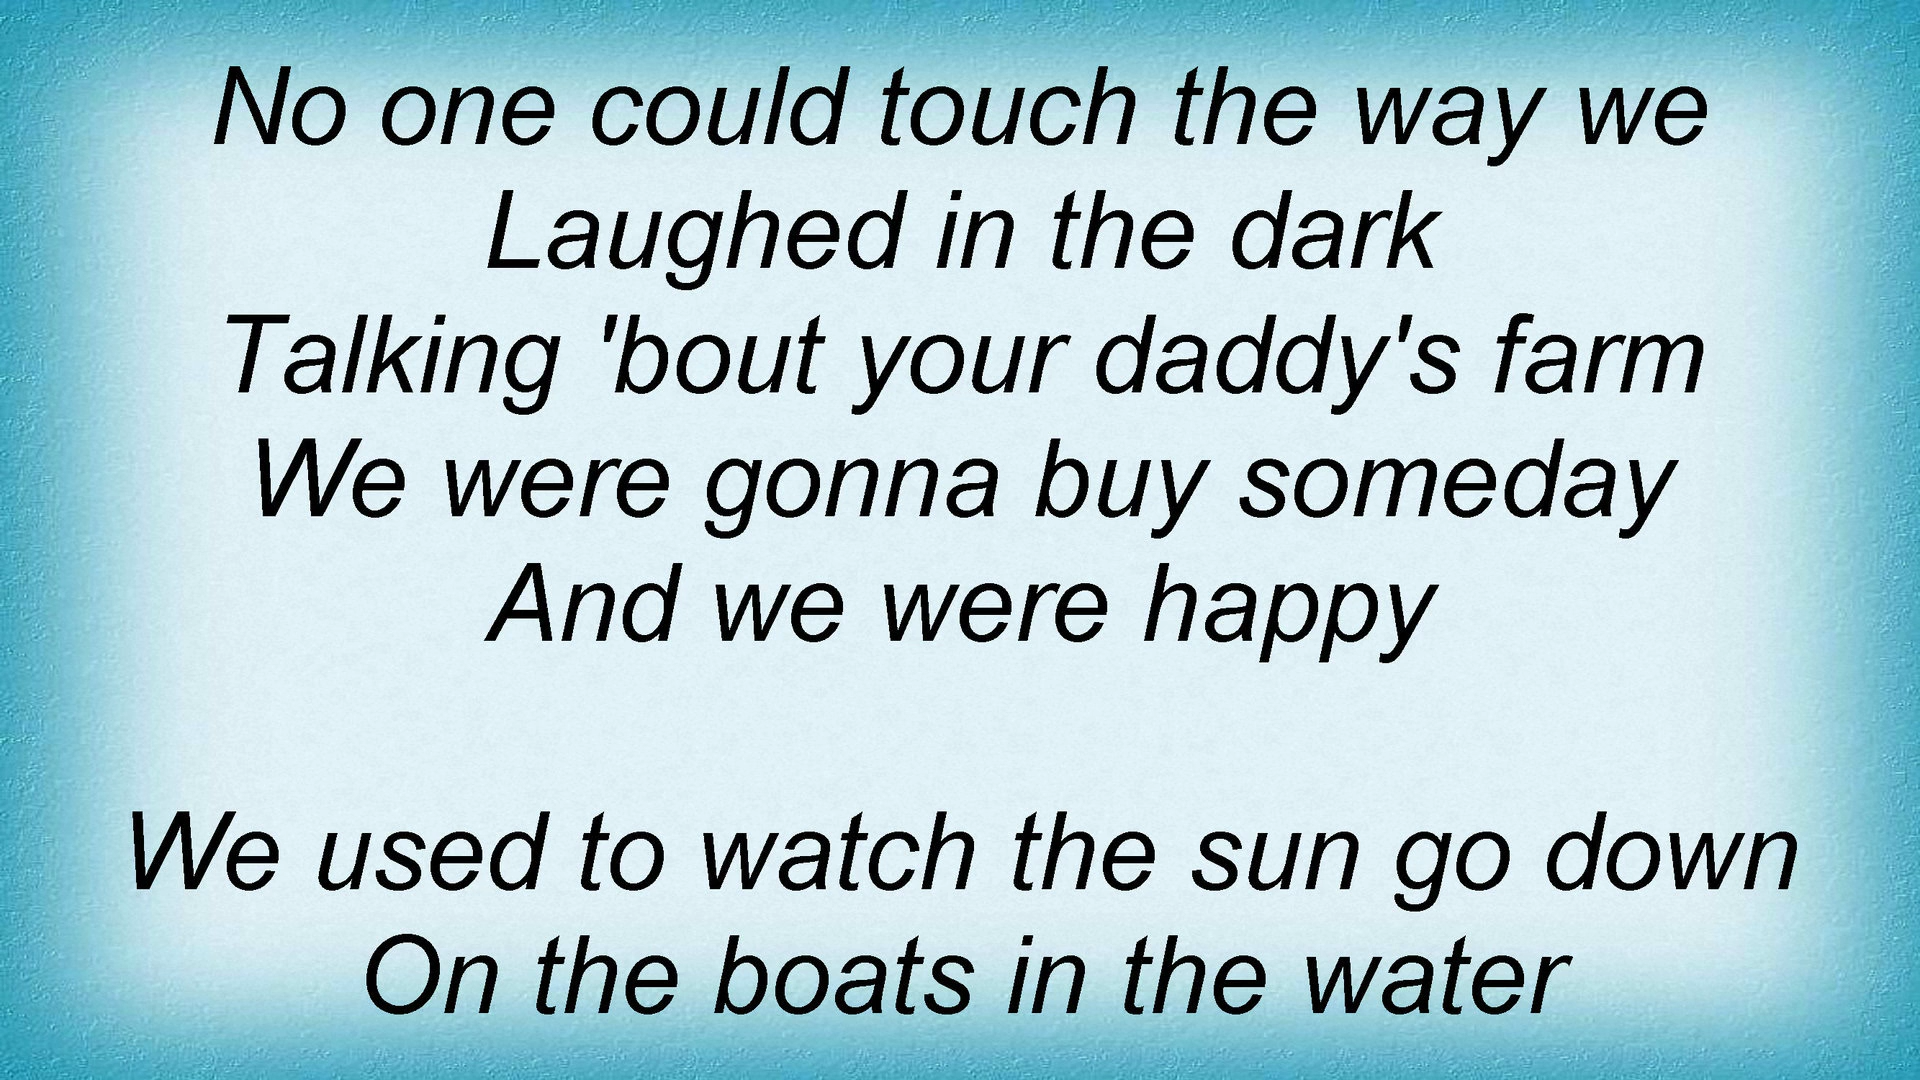 No one could touch the way we
Laughed in the dark
Talking 'bout your daddy's farm
We were gonna buy someday
And we were happy
We used to watch the sun go down
On the boats in the water